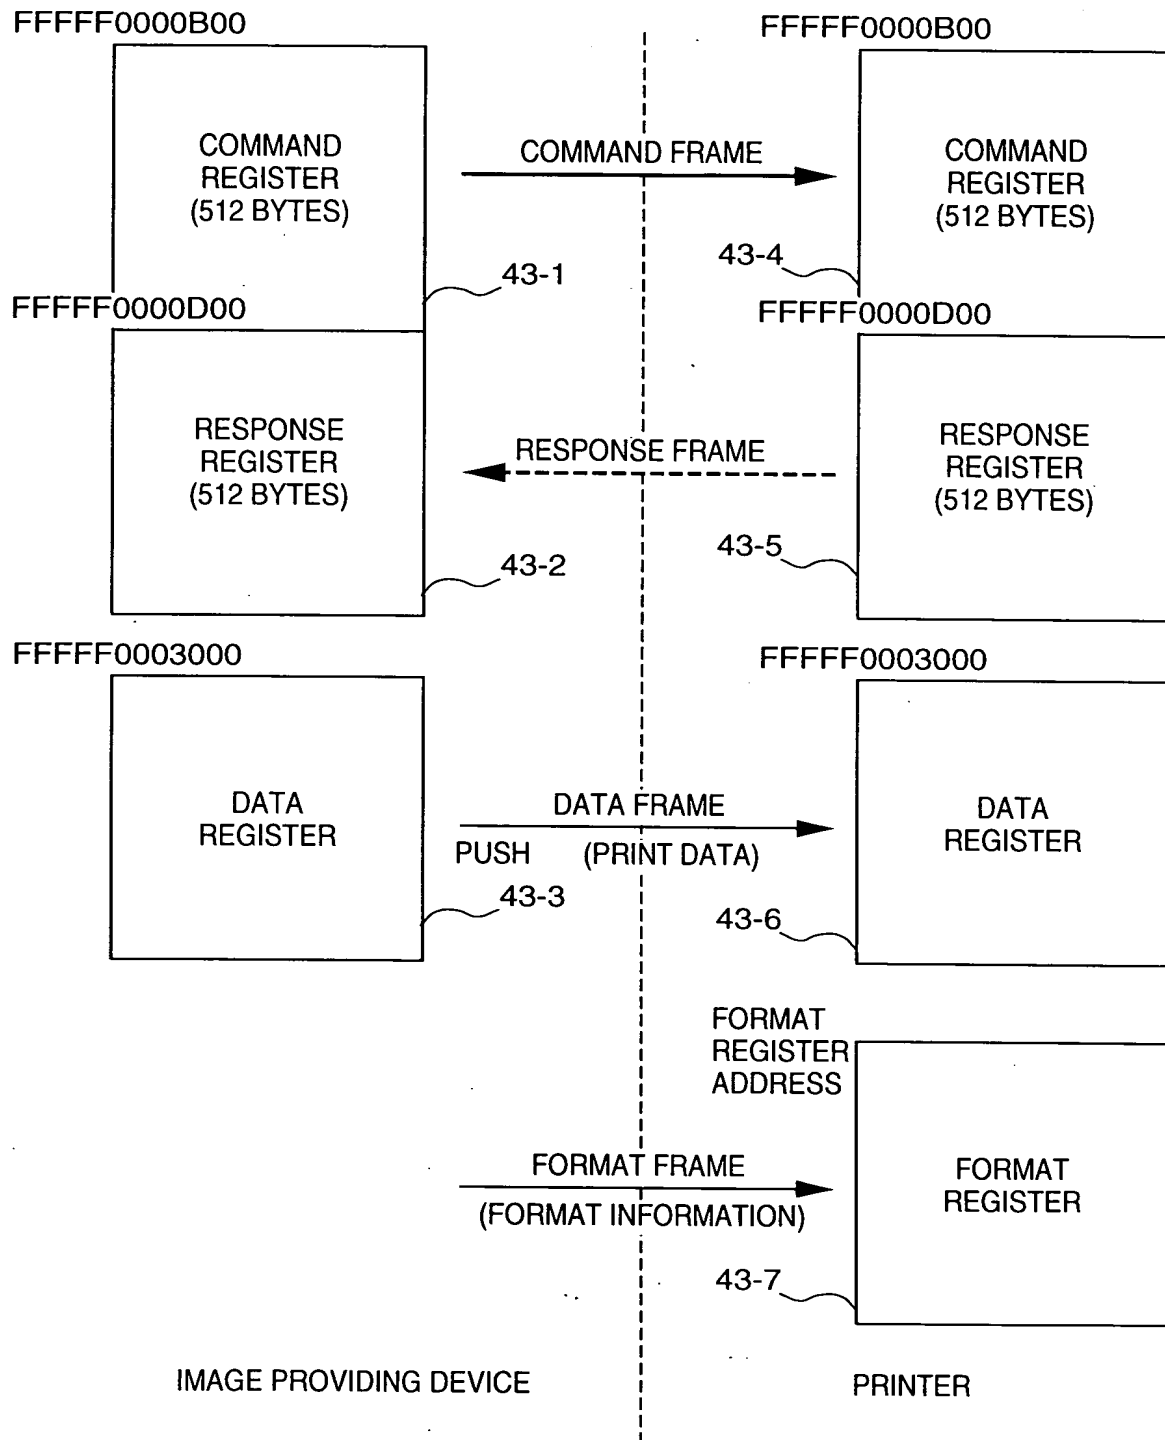 FFFFF0000B00
FFFFF0000B00
COMMAND
REGISTER
(512 BYTES)
COMMAND FRAME
COMMAND
REGISTER
(512 BYTES)
43-1
43-4
FFFFF0000D00
FFFFF0000D00
RESPONSE
REGISTER
(512 BYTES)
RESPONSE FRAME
RESPONSE
REGISTER
(512 BYTES)
43-2
43-5
FFFFF0003000
FFFFF0003000
DATA
REGISTER
DATA FRAME
PUSH (PRINT DATA)
DATA
REGISTER
43-3
43-6
FORMAT
REGISTER
ADDRESS
FORMAT FRAME
(FORMAT INFORMATION)
FORMAT
REGISTER
43-7
IMAGE PROVIDING DEVICE
PRINTER